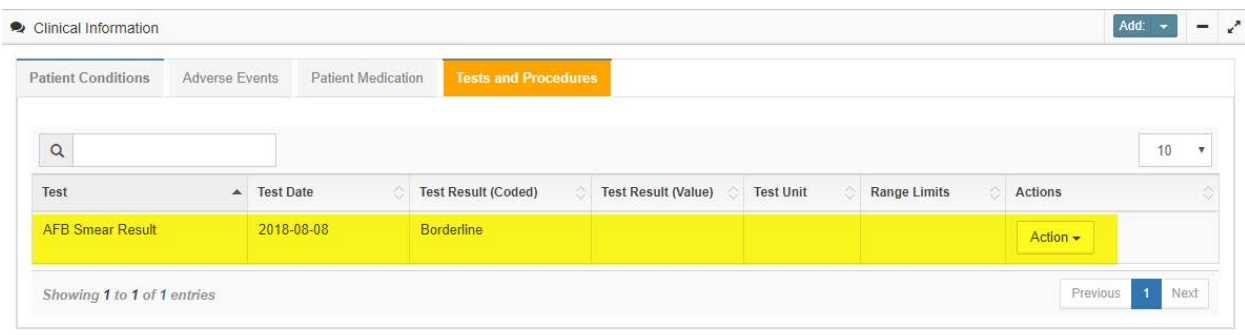 Clinical Information Add:
Patient Conditions Adverse Events Patient Medication Tests and Procedures
10
Test Test Date Test Result (Coded) Test Result (Value) Test Unit Range Limits Actions
AFB Smear Result 2018-08-08 Borderline Action
Showing 1 to 1 of 1 entries Previous 1 Next